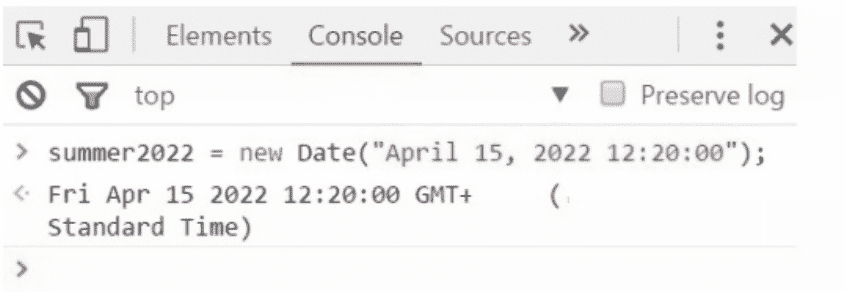 Elements Console Sources »
top ▼ Preserve log
> summer2022 = new Date("April 15, 2022 12:20:00");
Fri Apr 15 2022 12:20:00 GMT+ (
Standard Time)
>